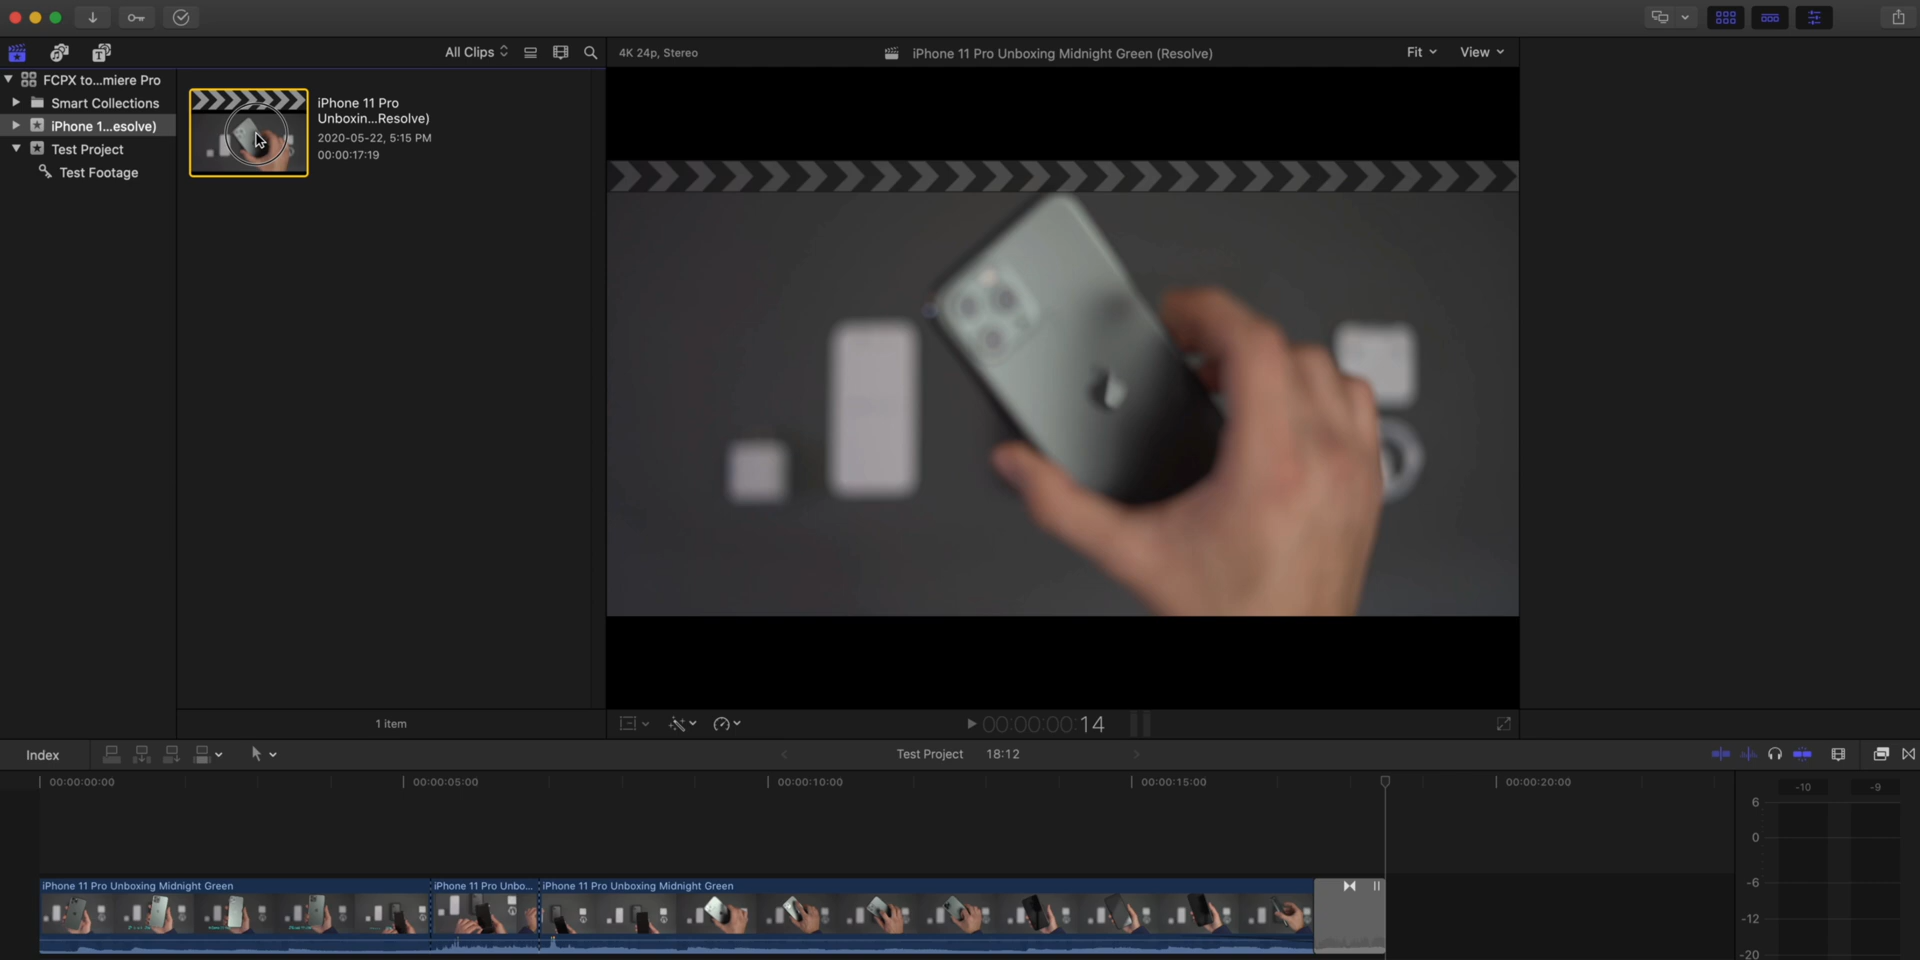 All Clips
4K 24p, Stereo
iPhone 11 Pro Unboxing Midnight Green (Resolve)
Fit
View
FCPX to...miere Pro
Smart Collections
iPhone 1...esolve)
Test Project
Test Footage
iPhone 11 Pro
Unboxin...Resolve)
2020-05-22, 5:15 PM
00:00:17:19
1 item
00:00:00:14
Index
Test Project
18:12
00:00:00:00
00:00:05:00
00:00:10:00
00:00:15:00
00:00:20:00
-10
-9
6
0
-6
-12
-20
iPhone 11 Pro Unboxing Midnight Green
iPhone 11 Pro Unbo...
iPhone 11 Pro Unboxing Midnight Green